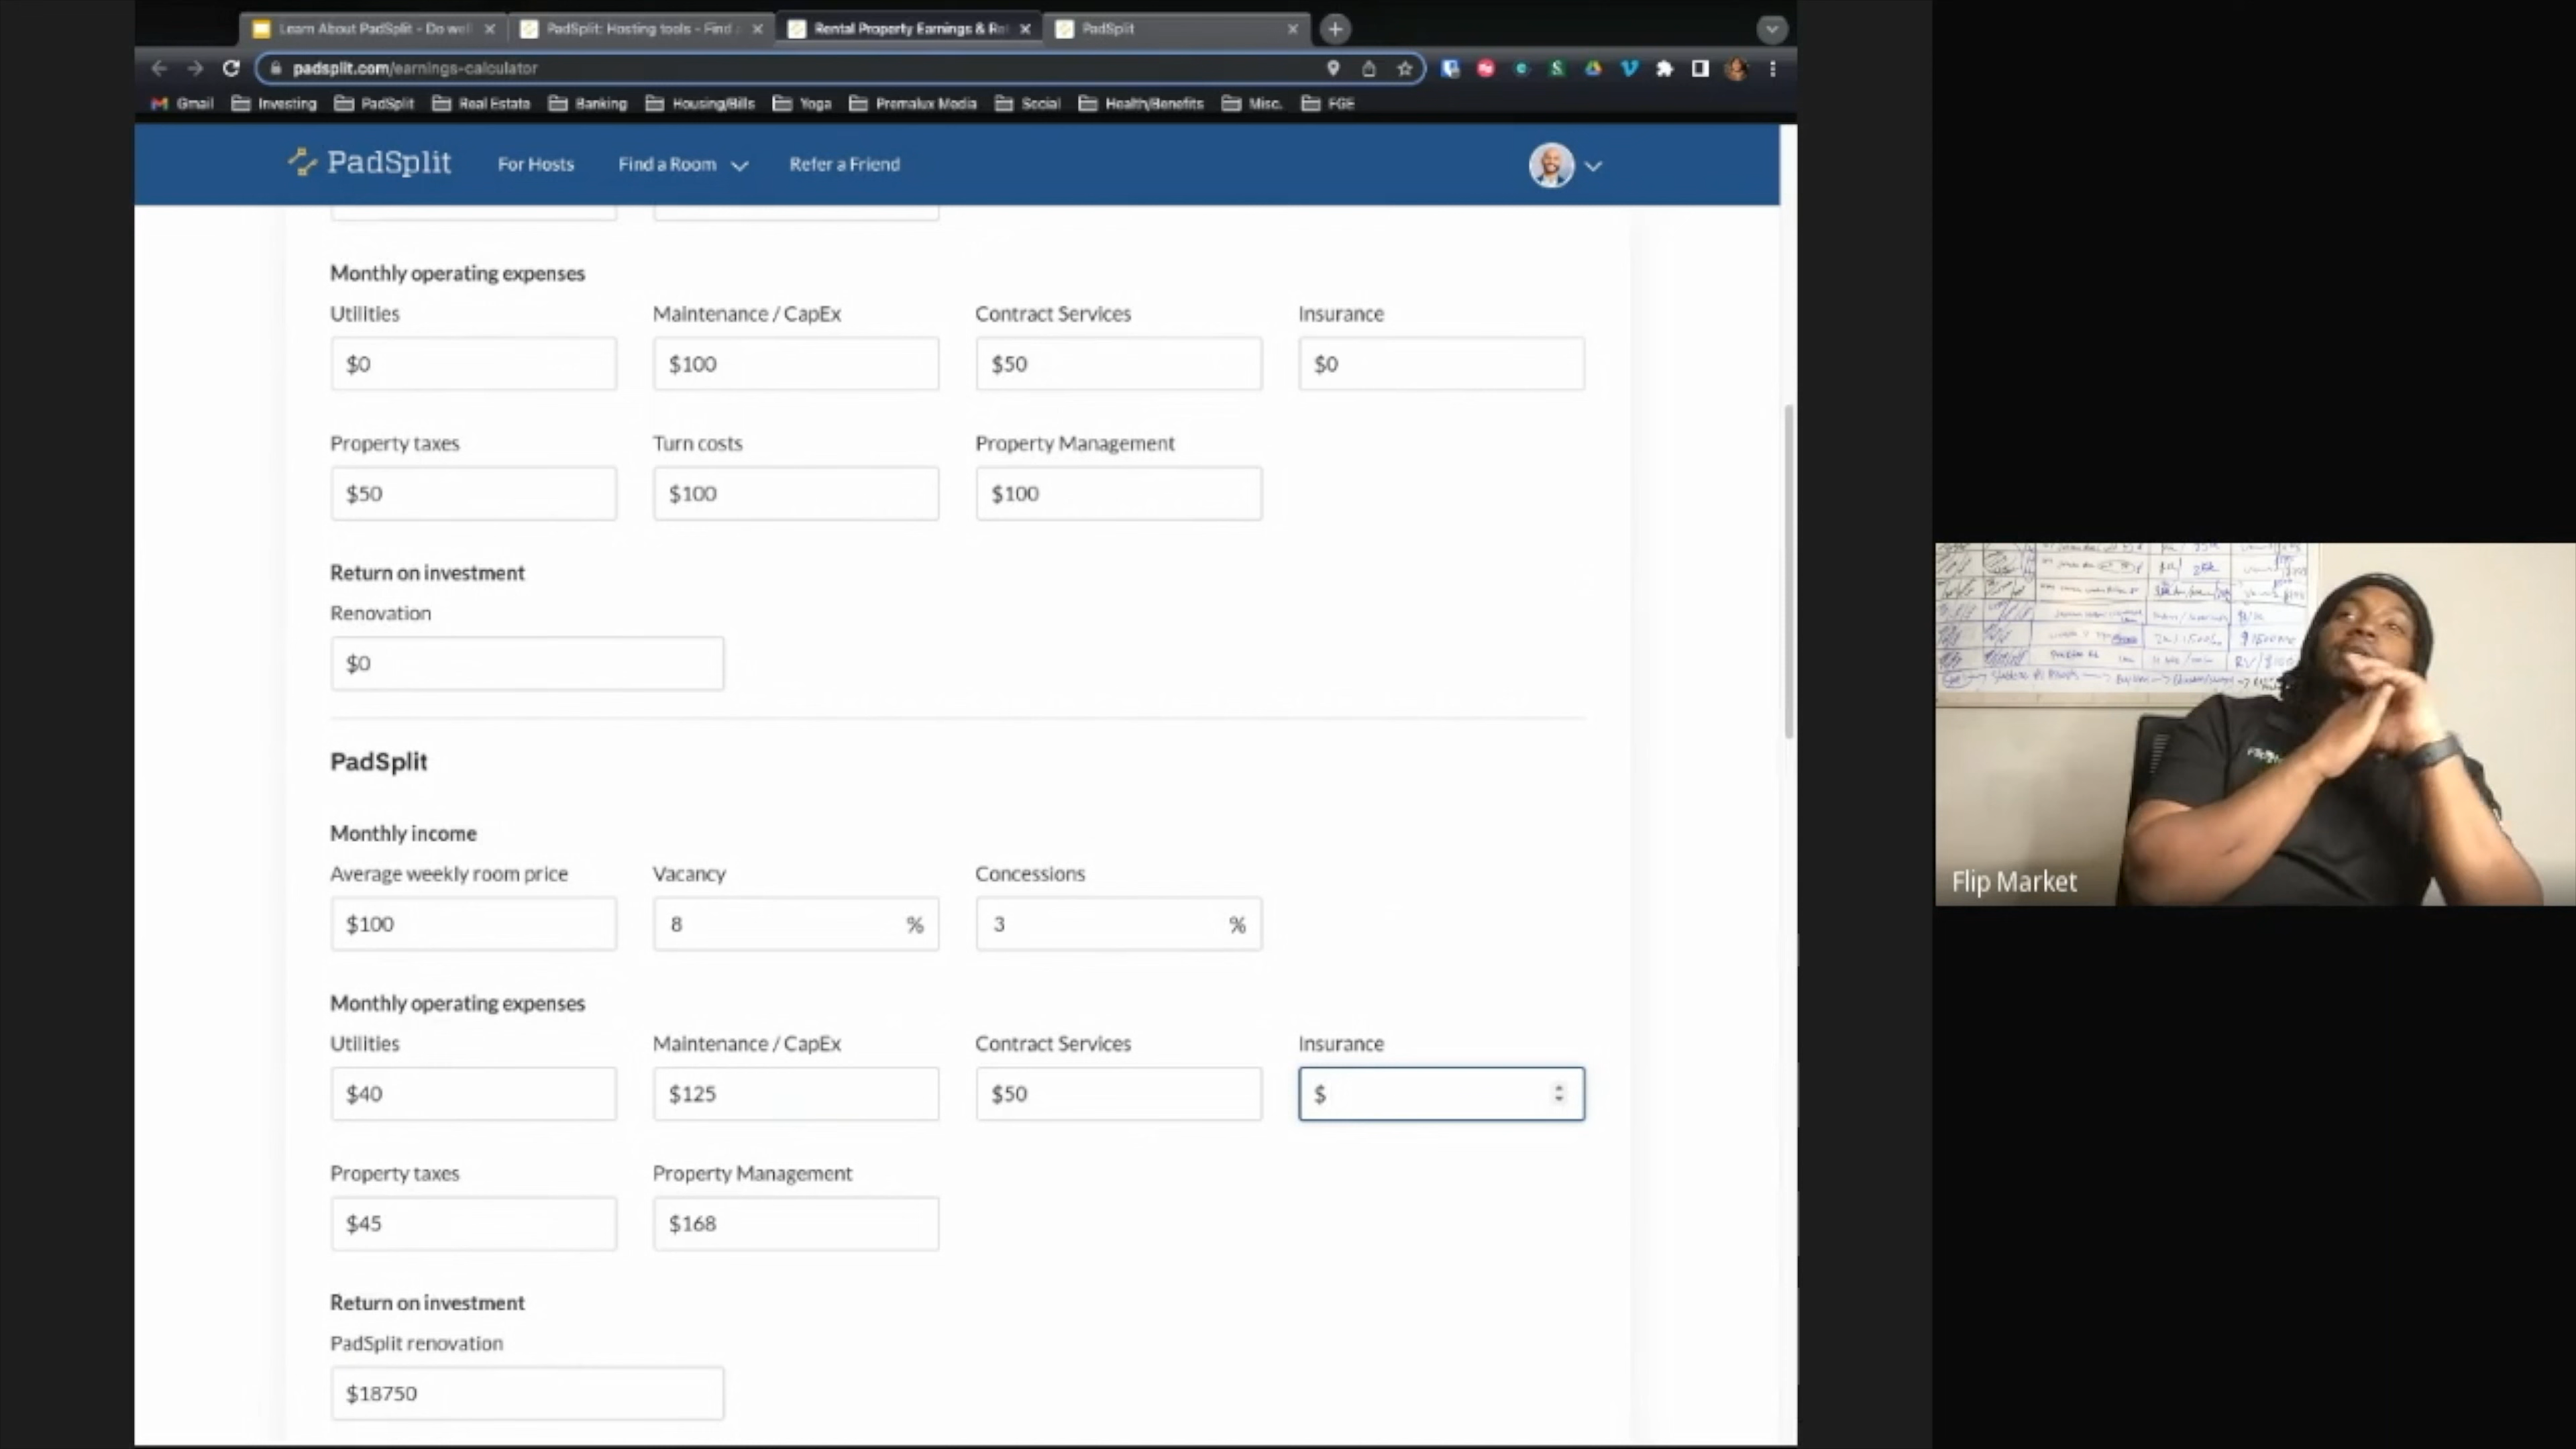 Learn About PadSplit - Do wel
PadSplit: Hosting tools - Find
Rental Property Earnings & Re
PadSplit
padsplit.com/earnings-calculator
Gmail Investing PadSplit Real Estate Banking Housing/Bills Yoga Premalux Media Social Health/Benefits Misc. FGE
PadSplit For Hosts Find a Room Refer a Friend
Monthly operating expenses
Utilities Maintenance / CapEx Contract Services Insurance
$0 $100 $50 $0
Property taxes Turn costs Property Management
$50 $100 $100
Return on investment
Renovation
$0
PadSplit
Monthly income
Average weekly room price Vacancy Concessions
$100 8 % 3 %
Monthly operating expenses
Utilities Maintenance / CapEx Contract Services Insurance
$40 $125 $50 $
Property taxes Property Management
$45 $168
Return on investment
PadSplit renovation
$18750
Flip Market